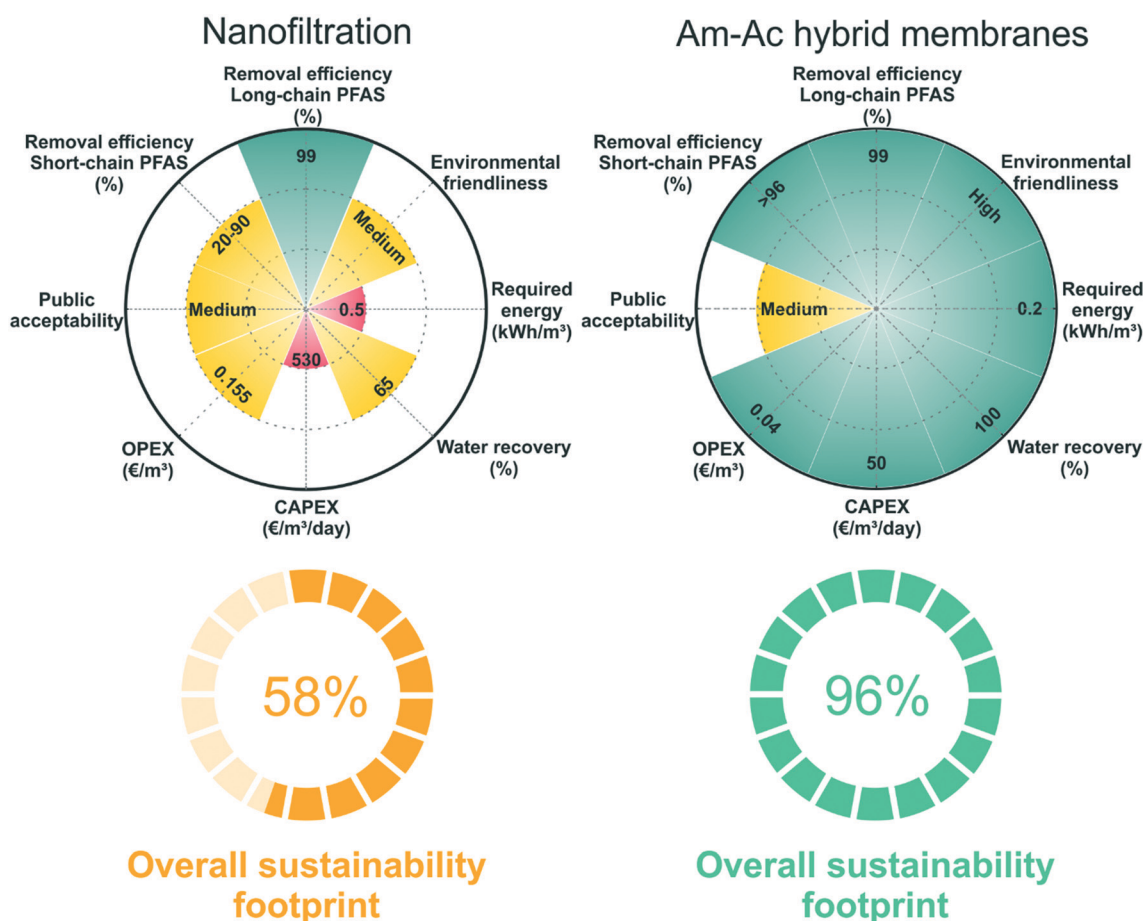 Nanofiltration
Removal efficiency
Long-chain PFAS
(%)
Removal efficiency
Short-chain PFAS
(%)
Environmental
friendliness
99
20-90
Medium
Public
acceptability
Medium
0.5
Required
energy
(kWh/m³)
530
0.155
65
OPEX
(€/m³)
Water recovery
(%)
CAPEX
(€/m³/day)
58%
Overall sustainability
footprint
Am-Ac hybrid membranes
Removal efficiency
Long-chain PFAS
(%)
Removal efficiency
Short-chain PFAS
(%)
Environmental
friendliness
99
>96
High
Public
acceptability
Medium
0.2
Required
energy
(kWh/m³)
0.04
50
100
OPEX
(€/m³)
Water recovery
(%)
CAPEX
(€/m³/day)
96%
Overall sustainability
footprint